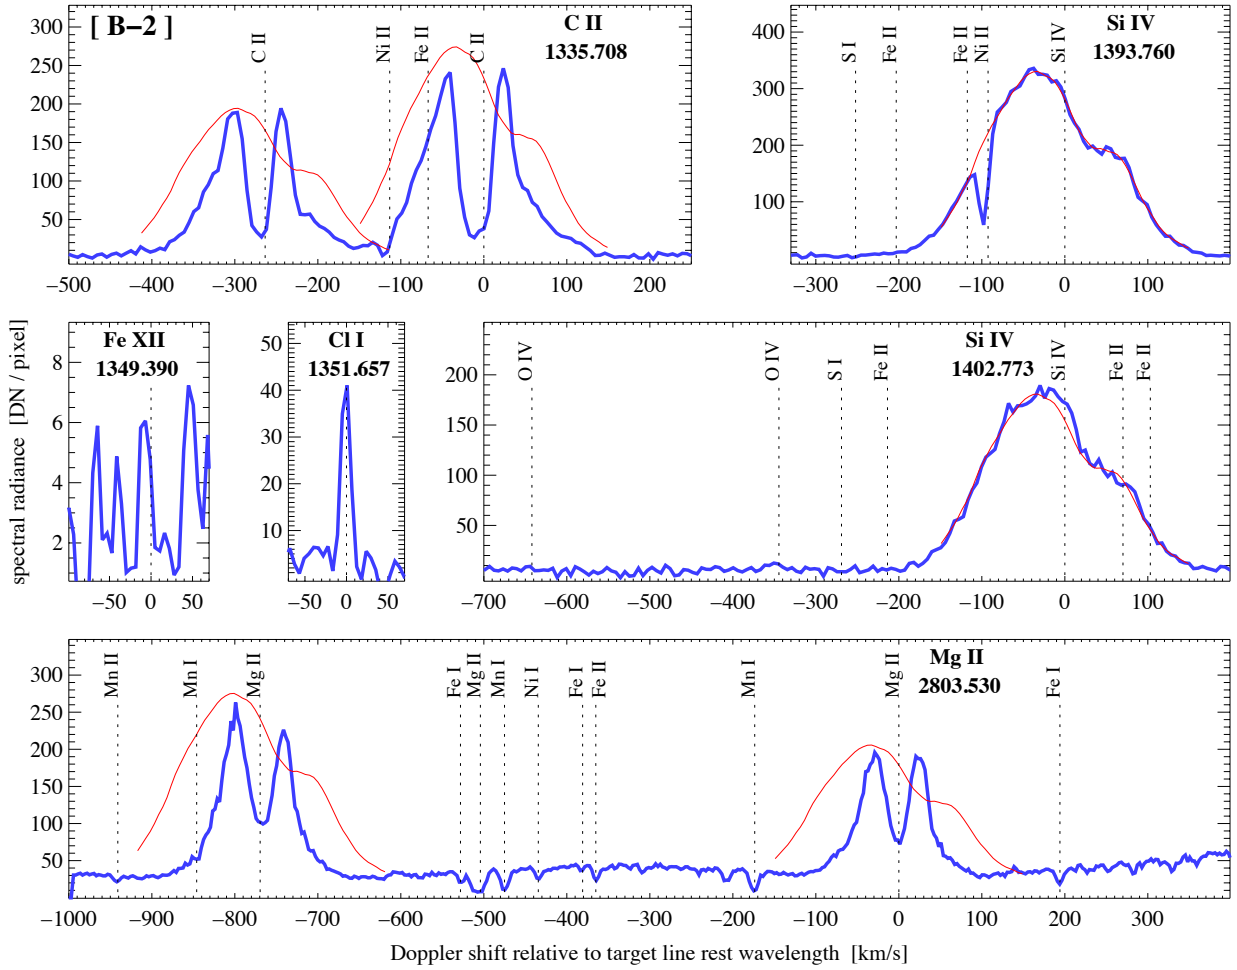 [ B−2 ]
C II
1335.708
C II
Ni II
Fe II
C II
300
250
200
150
100
50
−500 −400 −300 −200 −100 0 100 200
Si IV
1393.760
S I
Fe II
Fe II
Ni II
Si IV
400
300
200
100
−300 −200 −100 0 100
spectral radiance [DN / pixel]
Fe XII
1349.390
8
6
4
2
−50 0 50
Cl I
1351.657
50
40
30
20
10
−50 0 50
Si IV
1402.773
O IV
O IV
S I
Fe II
Si IV
Fe II
Fe II
200
150
100
50
−700 −600 −500 −400 −300 −200 −100 0 100
Mg II
2803.530
Mn II
Mn I
Mg II
Fe I
Mg II
Mn I
Ni I
Fe I
Fe II
Mn I
Mg II
Fe I
300
250
200
150
100
50
−1000 −900 −800 −700 −600 −500 −400 −300 −200 −100 0 100 200 300
Doppler shift relative to target line rest wavelength [km/s]